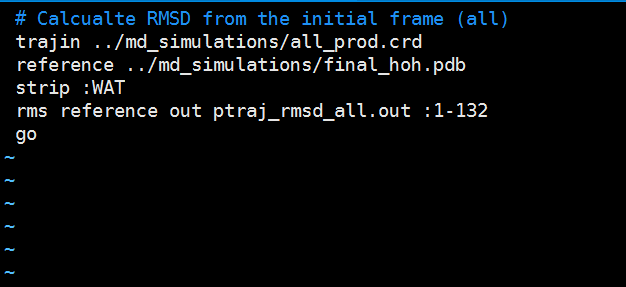 # Calcualte RMSD from the initial frame (all)
trajin ../md_simulations/all_prod.crd
reference ../md_simulations/final_hoh.pdb
strip :WAT
rms reference out ptraj_rmsd_all.out :1-132
go
~
~
~
~
~
~